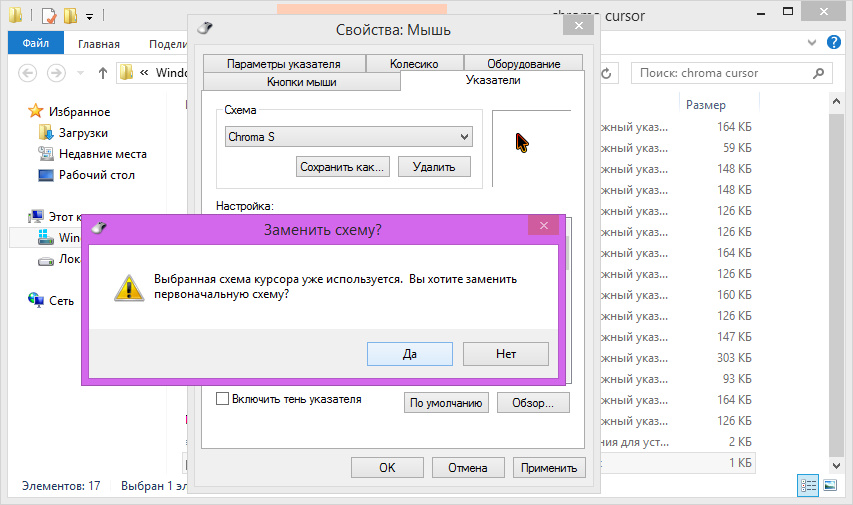 chroma cursor
Свойства: Мышь
Файл
Главная
Подели
« Windo
Поиск: chroma cursor
Параметры указателя
Колесико
Оборудование
Кнопки мыши
Указатели
Размер
Избранное
Загрузки
Недавние места
Рабочий стол
Этот к
Wind
Лока
Сеть
Схема
Chroma S
Сохранить как...
Удалить
Настройка:
жный указ... 164 КБ
жный указ... 59 КБ
жный указ... 148 КБ
жный указ... 148 КБ
жный указ... 126 КБ
жный указ... 126 КБ
жный указ... 164 КБ
жный указ... 126 КБ
жный указ... 160 КБ
жный указ... 126 КБ
жный указ... 147 КБ
жный указ... 303 КБ
жный указ... 93 КБ
жный указ... 164 КБ
жный указ... 126 КБ
ния для уст... 2 КБ
1 КБ
Заменить схему?
Выбранная схема курсора уже используется. Вы хотите заменить
первоначальную схему?
Да
Нет
Включить тень указателя
По умолчанию
Обзор...
OK
Отмена
Применить
Элементов: 17
Выбран 1 эл